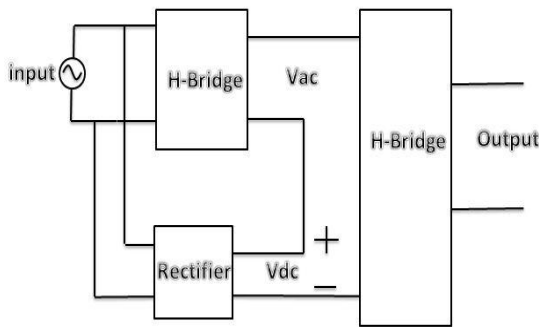 input
H-Bridge
Vac
H-Bridge
Output
Rectifier
Vdc
+
−